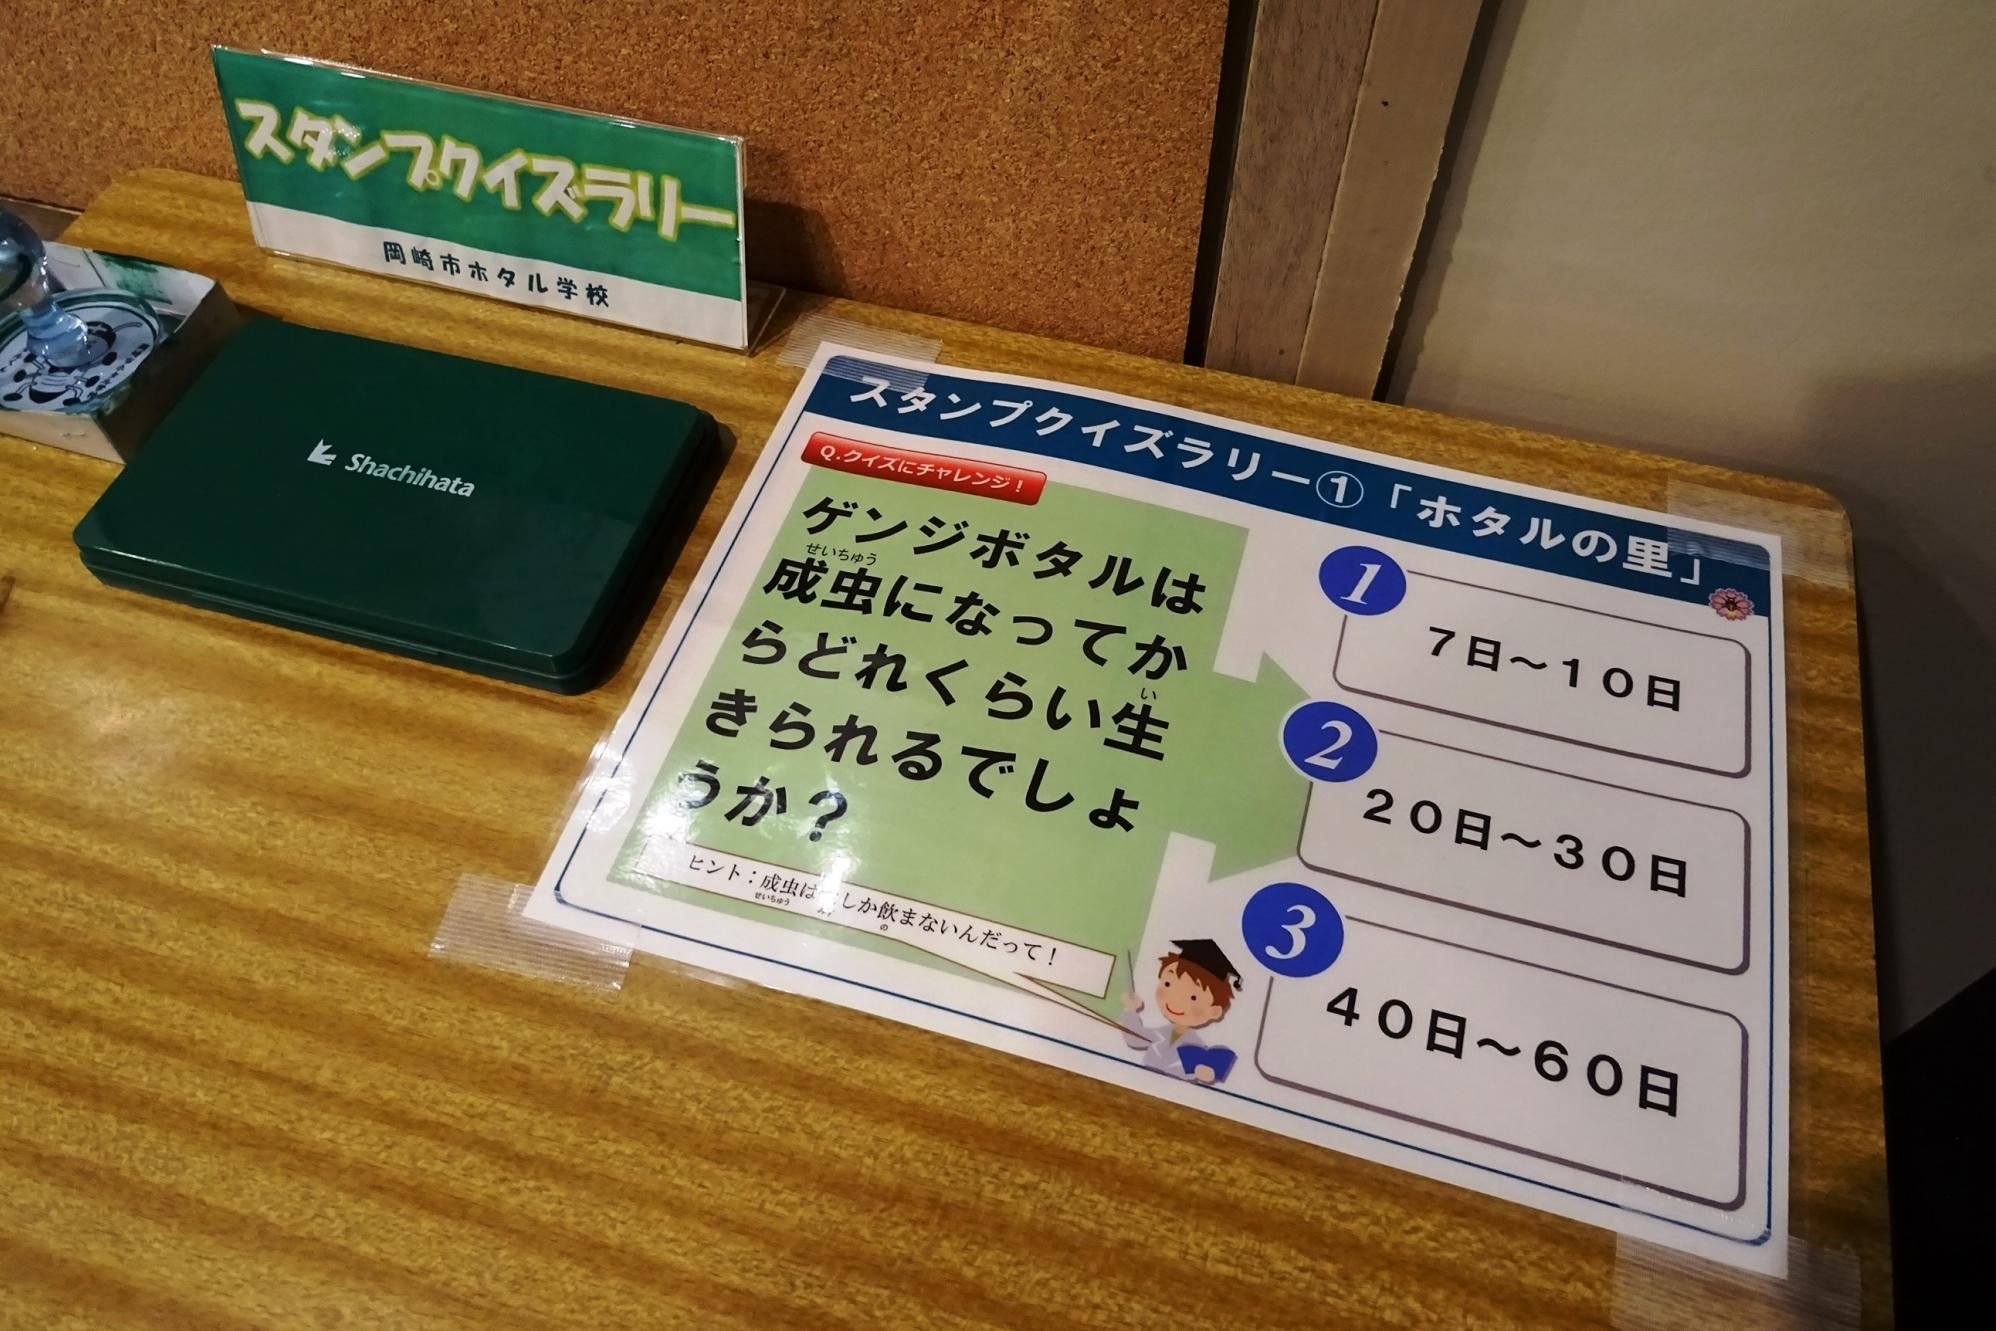 スタンプクイズラリー
岡崎市ホタル学校
Shachihata
スタンプクイズラリー①「ホタルの里」
Q.クイズにチャレンジ！
ゲンジボタルは
せいちゅう
成虫になってか
らどれくらい生
い
きられるでしょ
うか？
ヒント：成虫は
しか飲まないんだって！
せいちゅう
の
1
7日～10日
2
20日～30日
3
40日～60日